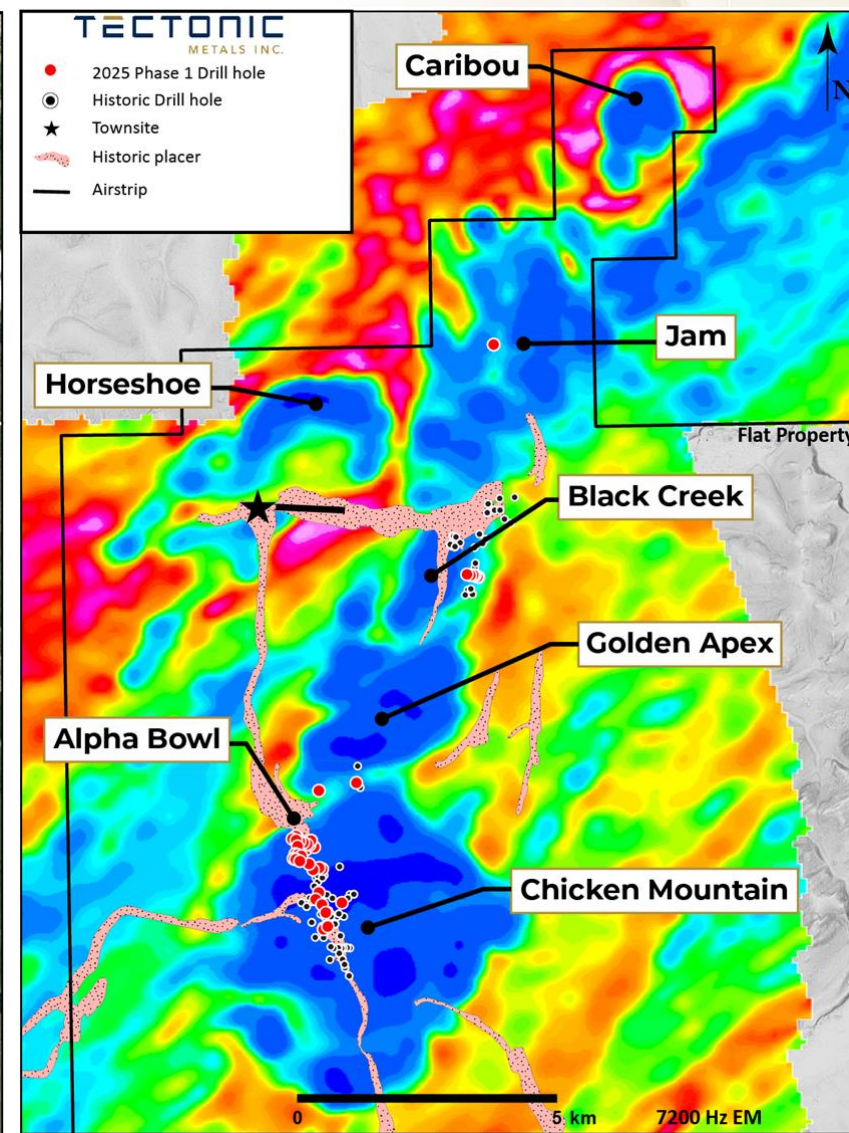 TECTONIC
METALS INC.
2025 Phase 1 Drill hole
Historic Drill hole
Townsite
Historic placer
Airstrip
Caribou
N
Jam
Horseshoe
Flat Property
Black Creek
Golden Apex
Alpha Bowl
Chicken Mountain
0 5 km 7200 Hz EM